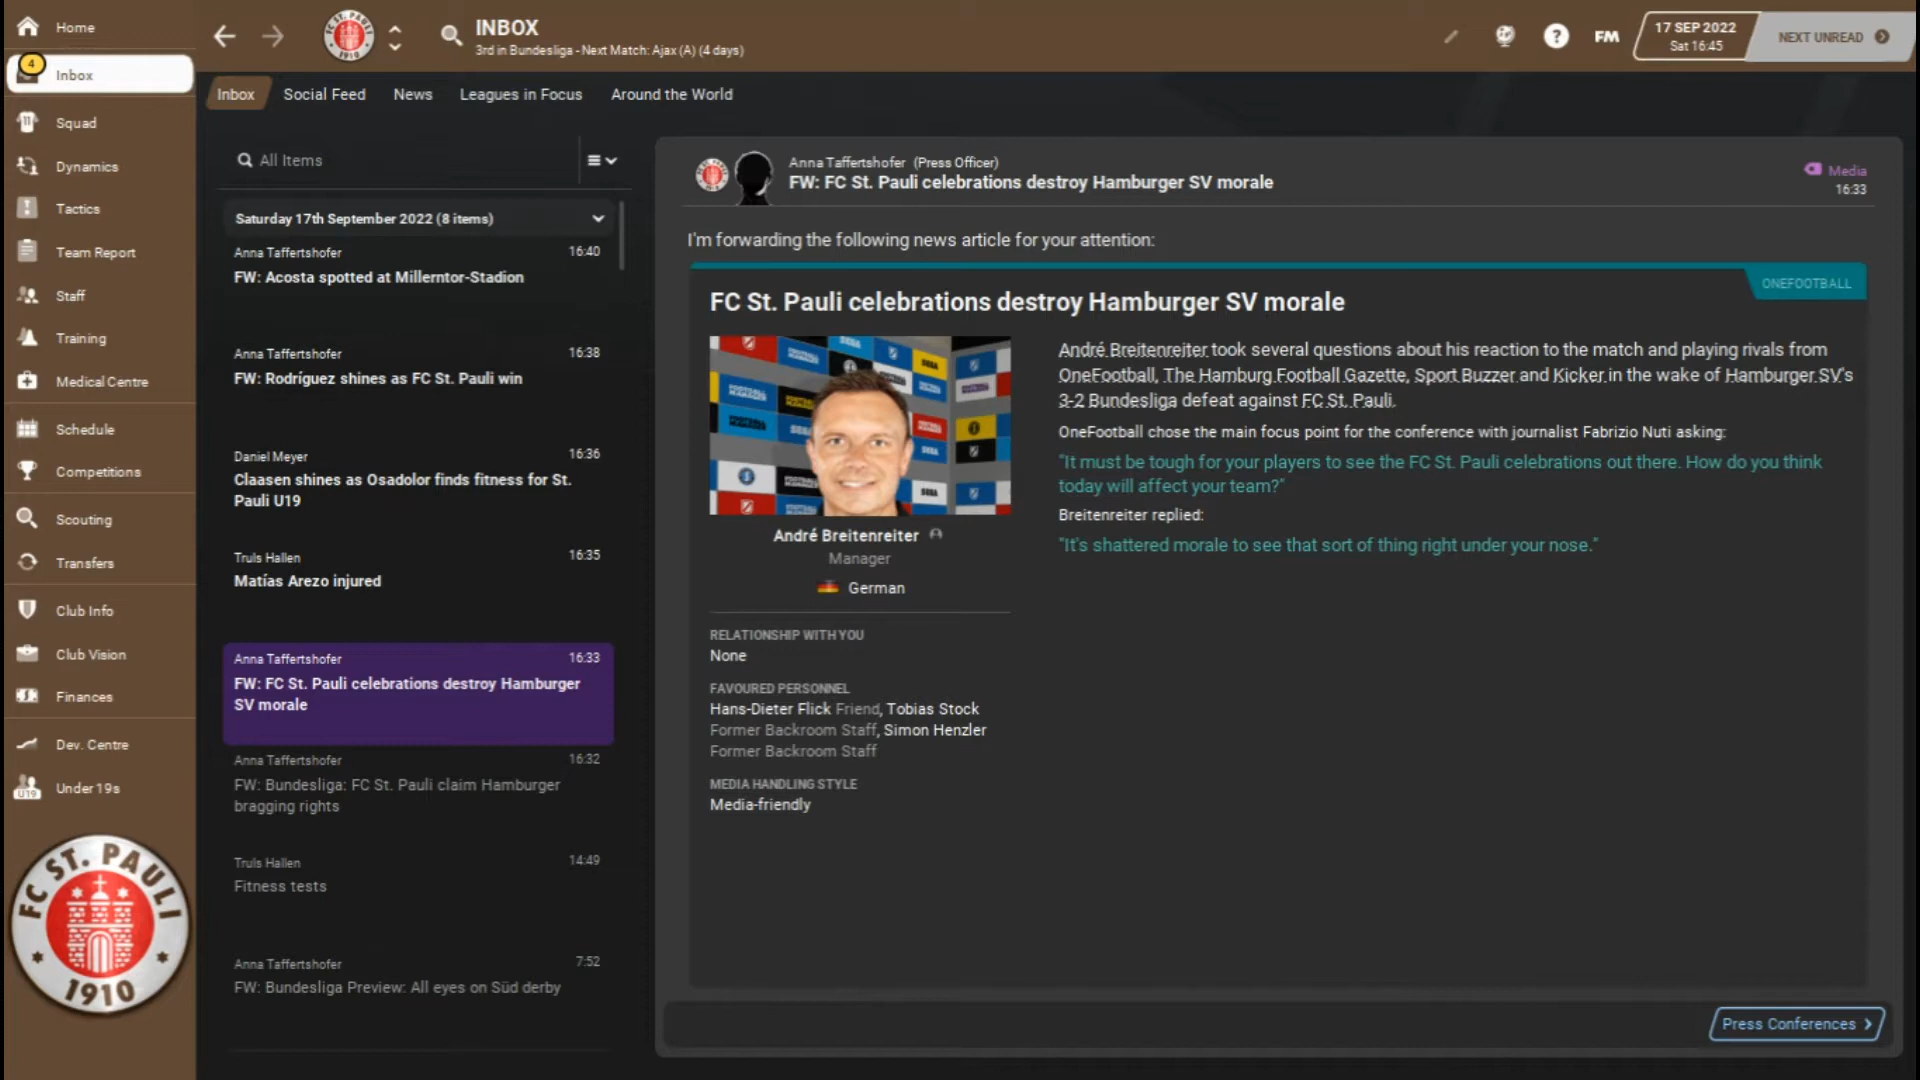 Home
4
Inbox
Squad
Dynamics
Tactics
Team Report
Staff
Training
Medical Centre
Schedule
Competitions
Scouting
Transfers
Club Info
Club Vision
Finances
Dev. Centre
U19
Under 19s
FC ST. PAULI
1910
INBOX
3rd in Bundesliga - Next Match: Ajax (A) (4 days)
FM
17 SEP 2022
Sat 16:45
NEXT UNREAD
Inbox
Social Feed
News
Leagues in Focus
Around the World
All Items
Saturday 17th September 2022 (8 items)
Anna Taffertshofer
16:40
FW: Acosta spotted at Millerntor-Stadion
Anna Taffertshofer
16:38
FW: Rodríguez shines as FC St. Pauli win
Daniel Meyer
16:36
Claasen shines as Osadolor finds fitness for St.
Pauli U19
Truls Hallen
16:35
Matías Arezo injured
Anna Taffertshofer
16:33
FW: FC St. Pauli celebrations destroy Hamburger
SV morale
Anna Taffertshofer
16:32
FW: Bundesliga: FC St. Pauli claim Hamburger
bragging rights
Truls Hallen
14:49
Fitness tests
Anna Taffertshofer
7:52
FW: Bundesliga Preview: All eyes on Süd derby
Anna Taffertshofer (Press Officer)
FW: FC St. Pauli celebrations destroy Hamburger SV morale
Media
16:33
I'm forwarding the following news article for your attention:
ONEFOOTBALL
FC St. Pauli celebrations destroy Hamburger SV morale
André Breitenreiter
Manager
German
RELATIONSHIP WITH YOU
None
FAVOURED PERSONNEL
Hans-Dieter Flick Friend, Tobias Stock
Former Backroom Staff, Simon Henzler
Former Backroom Staff
MEDIA HANDLING STYLE
Media-friendly
André Breitenreiter took several questions about his reaction to the match and playing rivals from
OneFootball, The Hamburg Football Gazette, Sport Buzzer and Kicker in the wake of Hamburger SV's
3-2 Bundesliga defeat against FC St. Pauli.
OneFootball chose the main focus point for the conference with journalist Fabrizio Nuti asking:
"It must be tough for your players to see the FC St. Pauli celebrations out there. How do you think
today will affect your team?"
Breitenreiter replied:
"It's shattered morale to see that sort of thing right under your nose."
Press Conferences